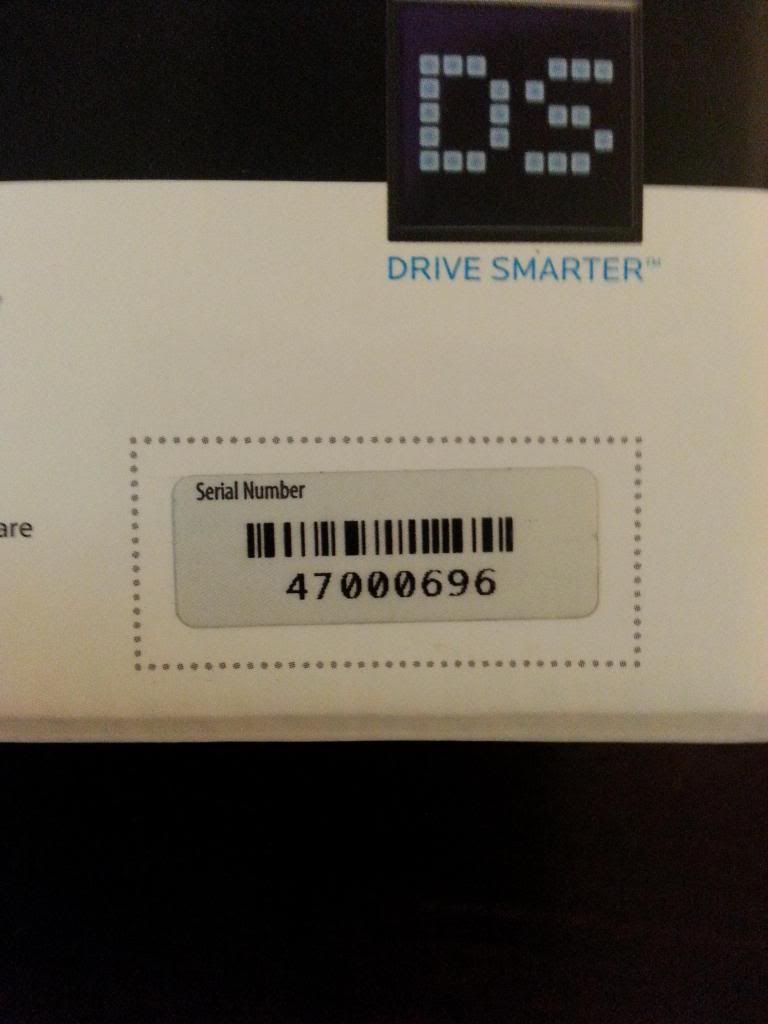 DS
DRIVE SMARTER™
are
Serial Number
47000696